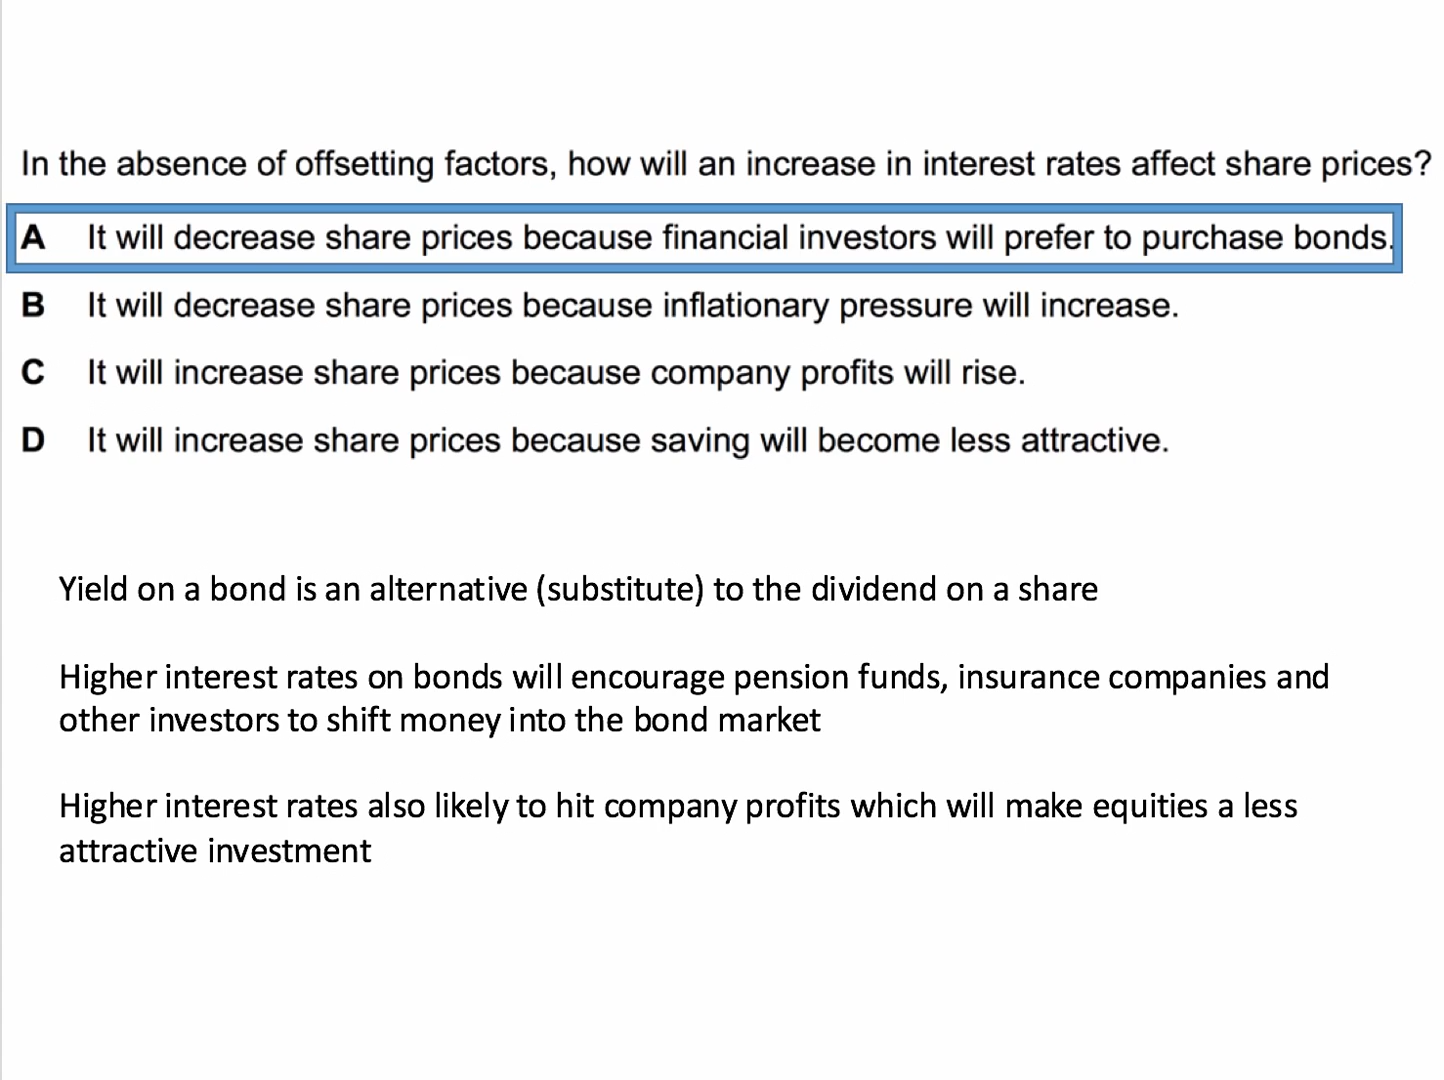 In the absence of offsetting factors, how will an increase in interest rates affect share prices?
A It will decrease share prices because financial investors will prefer to purchase bonds.
B It will decrease share prices because inflationary pressure will increase.
C It will increase share prices because company profits will rise.
D It will increase share prices because saving will become less attractive.
Yield on a bond is an alternative (substitute) to the dividend on a share
Higher interest rates on bonds will encourage pension funds, insurance companies and
other investors to shift money into the bond market
Higher interest rates also likely to hit company profits which will make equities a less
attractive investment